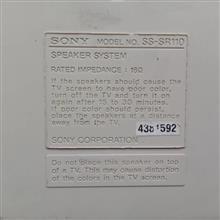 SONY MODEL NO. SS-SR110
SPEAKER SYSTEM
RATED IMPEDANCE : 16Ω
If the speakers should cause the
TV screen to have poor color,
turn off the TV and turn it on
again after 15 to 30 minutes.
If poor color should persist,
place the speakers at a distance
away from the TV.
4381592
SONY CORPORATION
Do not place this speaker on top
of a TV. This may cause distortion
of the colors in the TV screen.